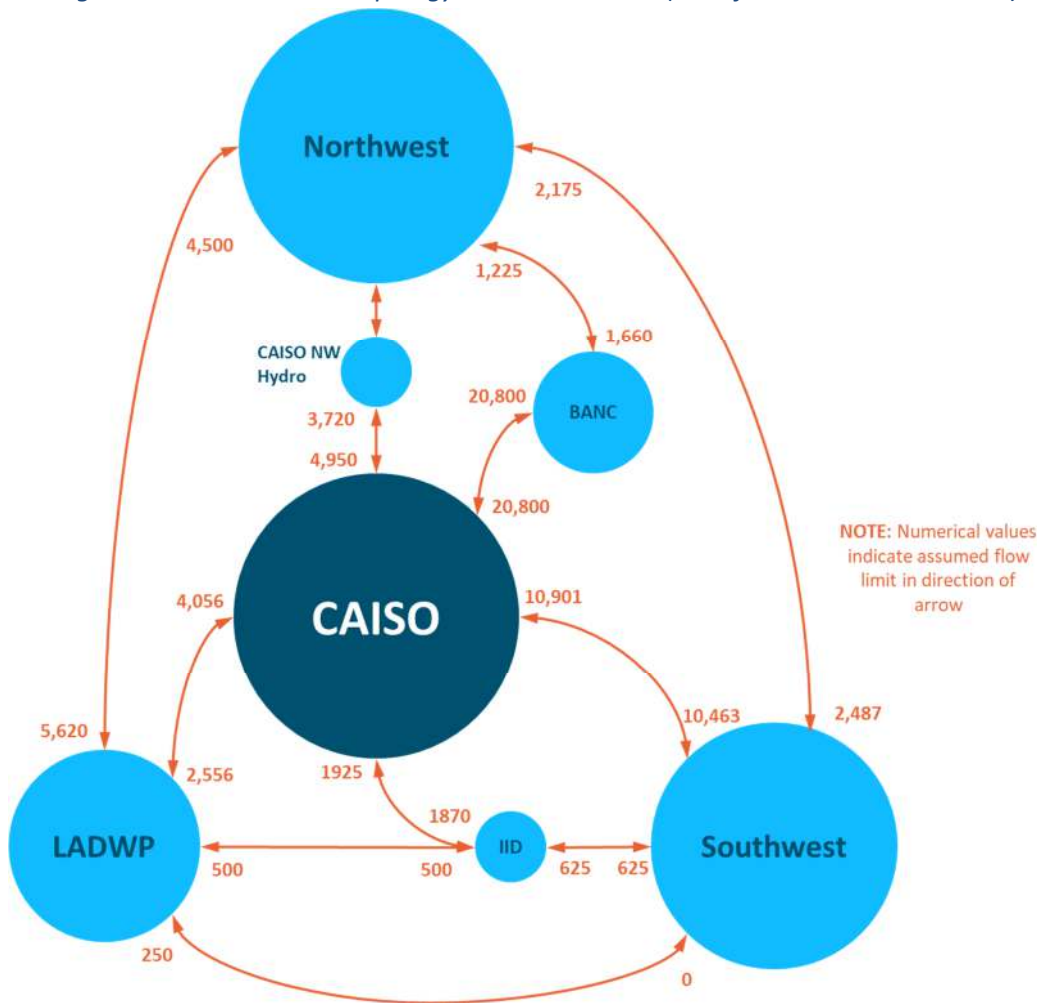 Northwest
2,175
4,500
1,225
1,660
CAISO NW
Hydro
20,800
BANC
3,720
4,950
20,800
NOTE: Numerical values
indicate assumed flow
limit in direction of
arrow
4,056
10,901
CAISO
5,620
10,463
2,487
2,556
1925
1870
LADWP
IID
Southwest
500
500
625
625
250
0